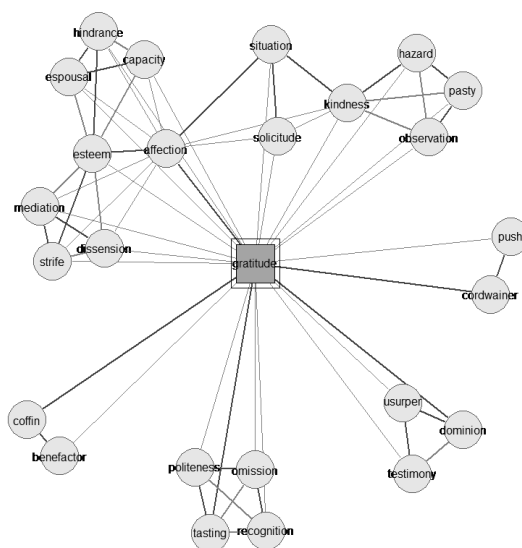 hindrance
situation
hazard
espousal
capacity
pasty
kindness
solicitude
observation
esteem
affection
mediation
dissension
strife
gratitude
push
cordwainer
coffin
benefactor
usurper
dominion
testimony
politeness
omission
tasting
recognition